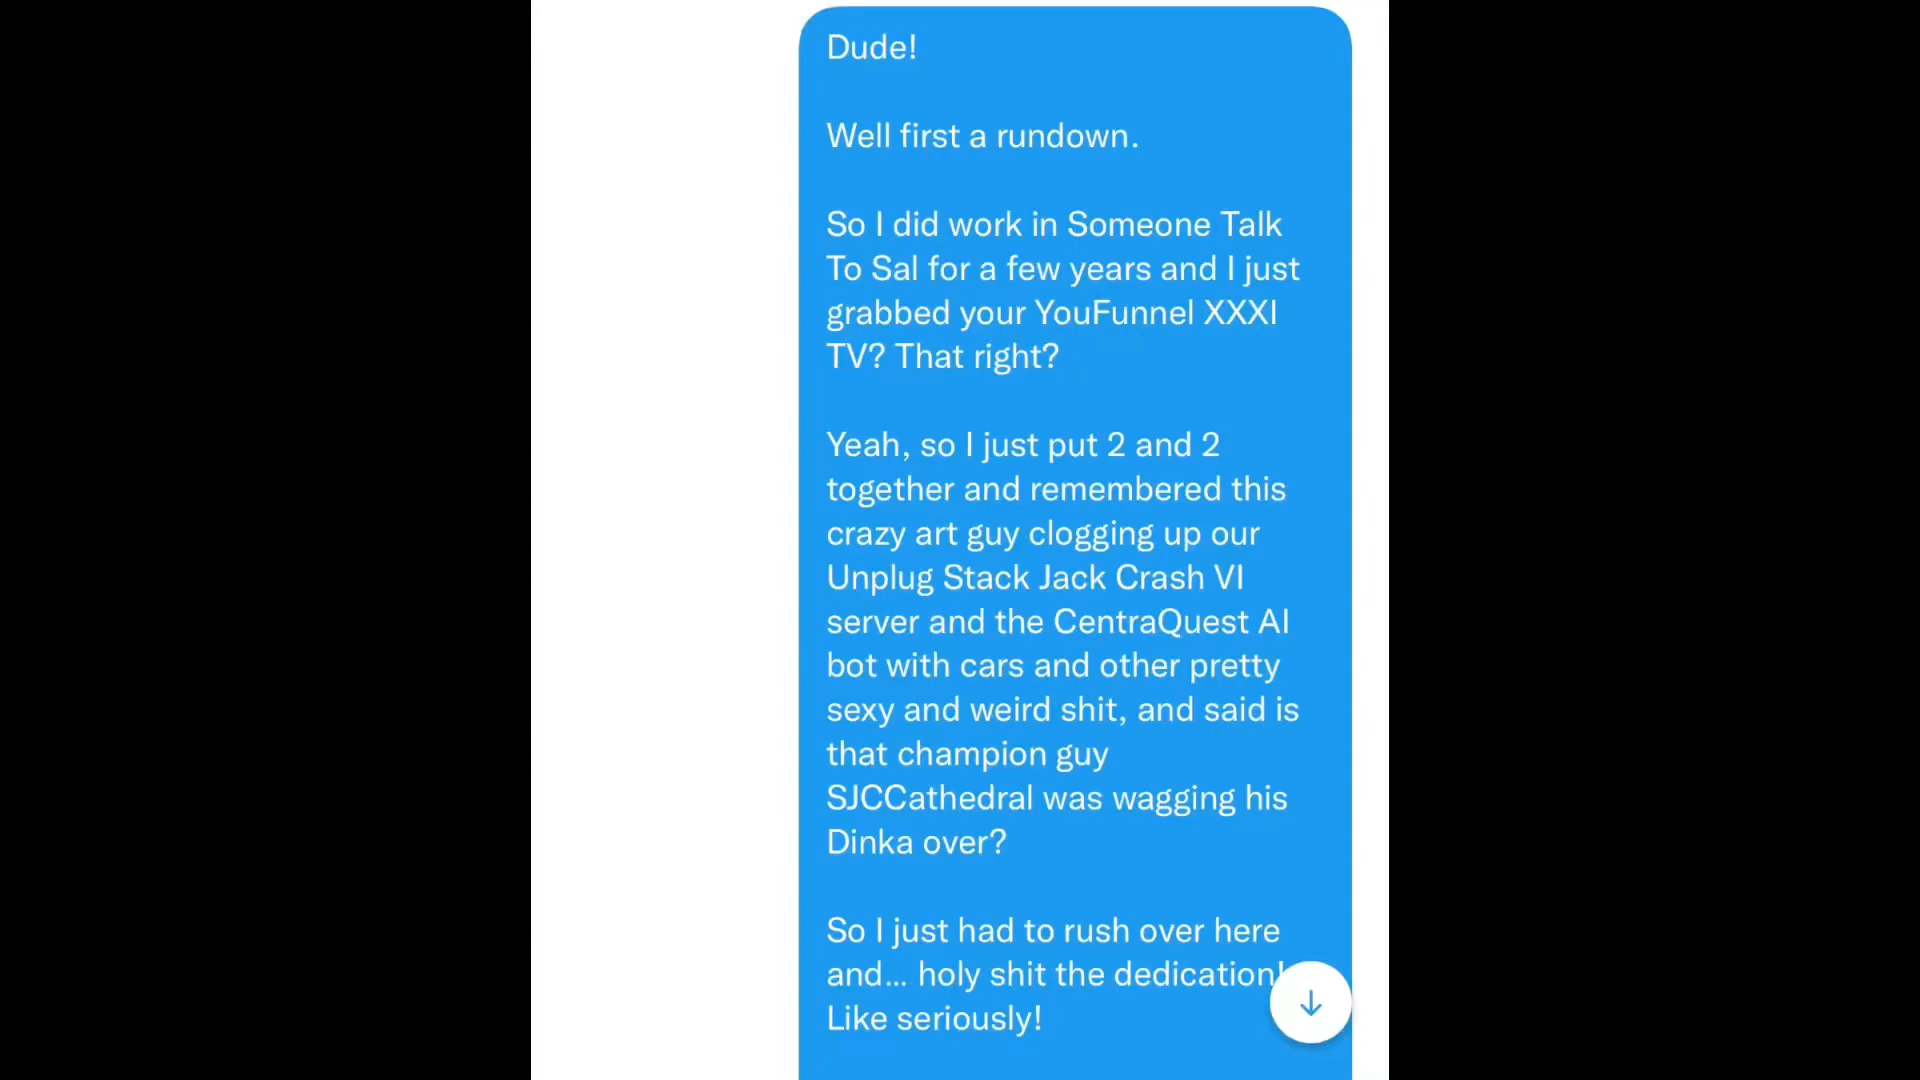 Dude!
Well first a rundown.
So I did work in Someone Talk
To Sal for a few years and I just
grabbed your YouFunnel XXXI
TV? That right?
Yeah, so I just put 2 and 2
together and remembered this
crazy art guy clogging up our
Unplug Stack Jack Crash VI
server and the CentraQuest AI
bot with cars and other pretty
sexy and weird shit, and said is
that champion guy
SJCCathedral was wagging his
Dinka over?
So I just had to rush over here
and... holy shit the dedication!
Like seriously!